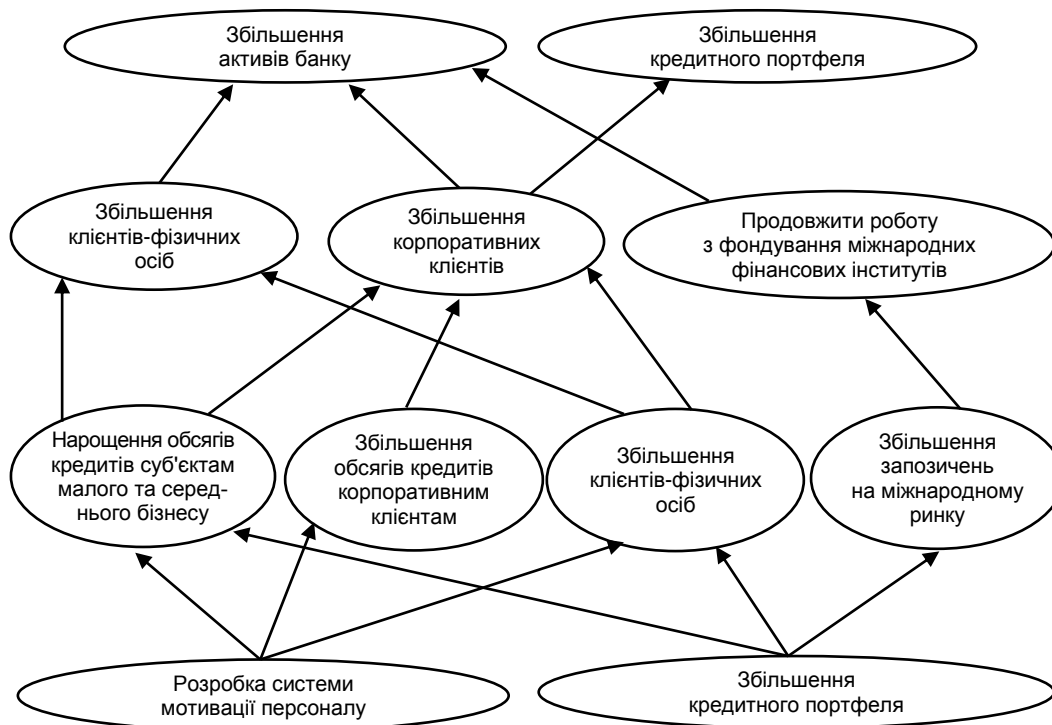 Збільшення
активів банку
Збільшення
кредитного портфеля
Збільшення
клієнтів-фізичних
осіб
Збільшення
корпоративних
клієнтів
Продовжити роботу
з фондування міжнародних
фінансових інститутів
Нарощення обсягів
кредитів суб'єктам
малого та серед-
нього бізнесу
Збільшення
обсягів кредитів
корпоративним
клієнтам
Збільшення
клієнтів-фізичних
осіб
Збільшення
запозичень
на міжнародному
ринку
Розробка системи
мотивації персоналу
Збільшення
кредитного портфеля